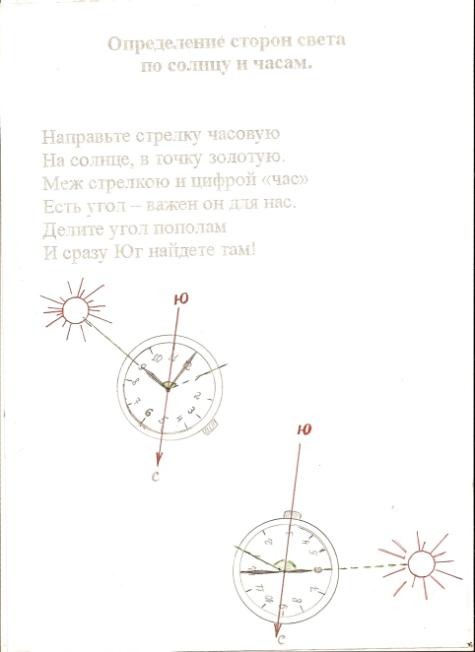 Определение сторон света
по солнцу и часам.
Направьте стрелку часовую
На солнце, в точку золотую.
Меж стрелкою и цифрой «час»
Есть угол – важен он для нас.
Делите угол пополам
И сразу Юг найдете там!
Ю
С
Ю
С